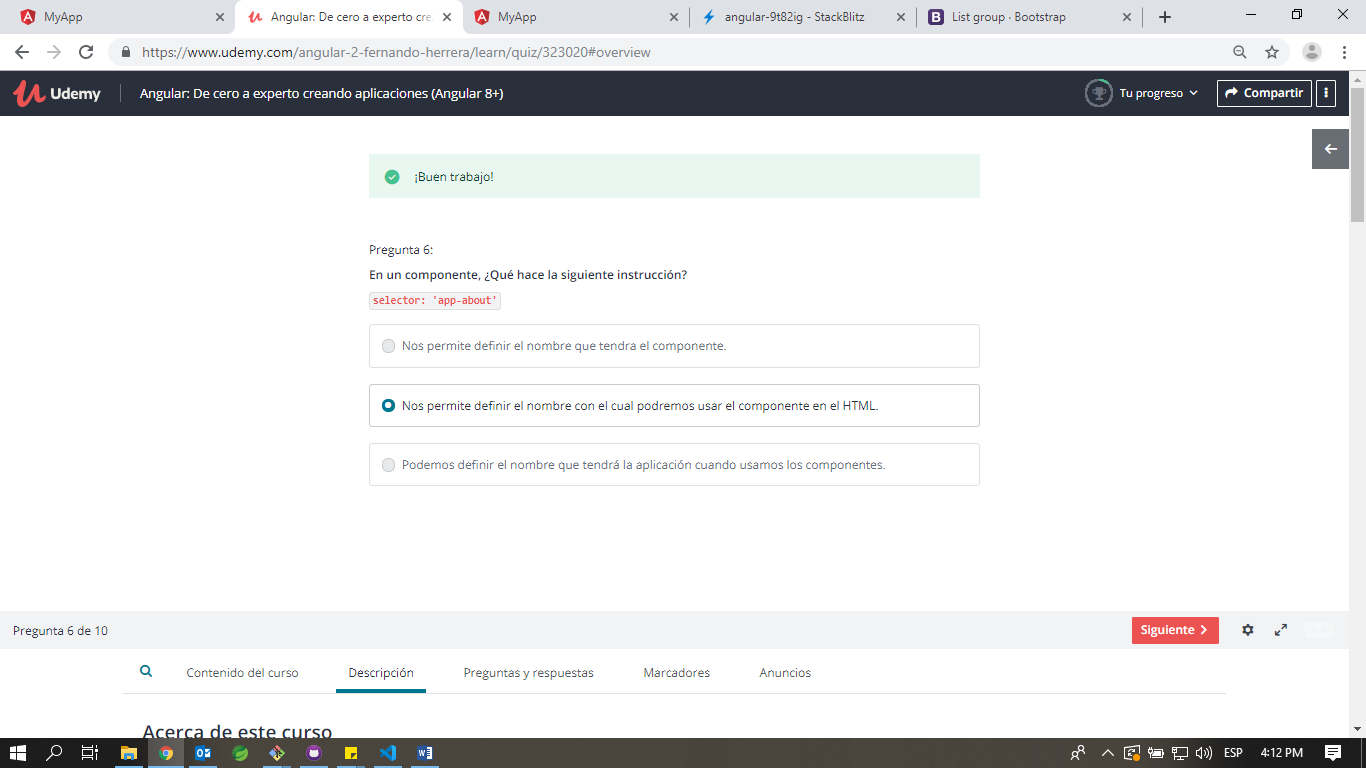 MyApp
Angular: De cero a experto cre
MyApp
angular-9t82ig - StackBlitz
B List group · Bootstrap
https://www.udemy.com/angular-2-fernando-herrera/learn/quiz/323020#overview
Udemy
Angular: De cero a experto creando aplicaciones (Angular 8+)
Tu progreso
Compartir
¡Buen trabajo!
Pregunta 6:
En un componente, ¿Qué hace la siguiente instrucción?
selector: 'app-about'
Nos permite definir el nombre que tendra el componente.
Nos permite definir el nombre con el cual podremos usar el componente en el HTML.
Podemos definir el nombre que tendrá la aplicación cuando usamos los componentes.
Pregunta 6 de 10
Siguiente
Contenido del curso
Descripción
Preguntas y respuestas
Marcadores
Anuncios
Acerca de este curso
ESP
4:12 PM